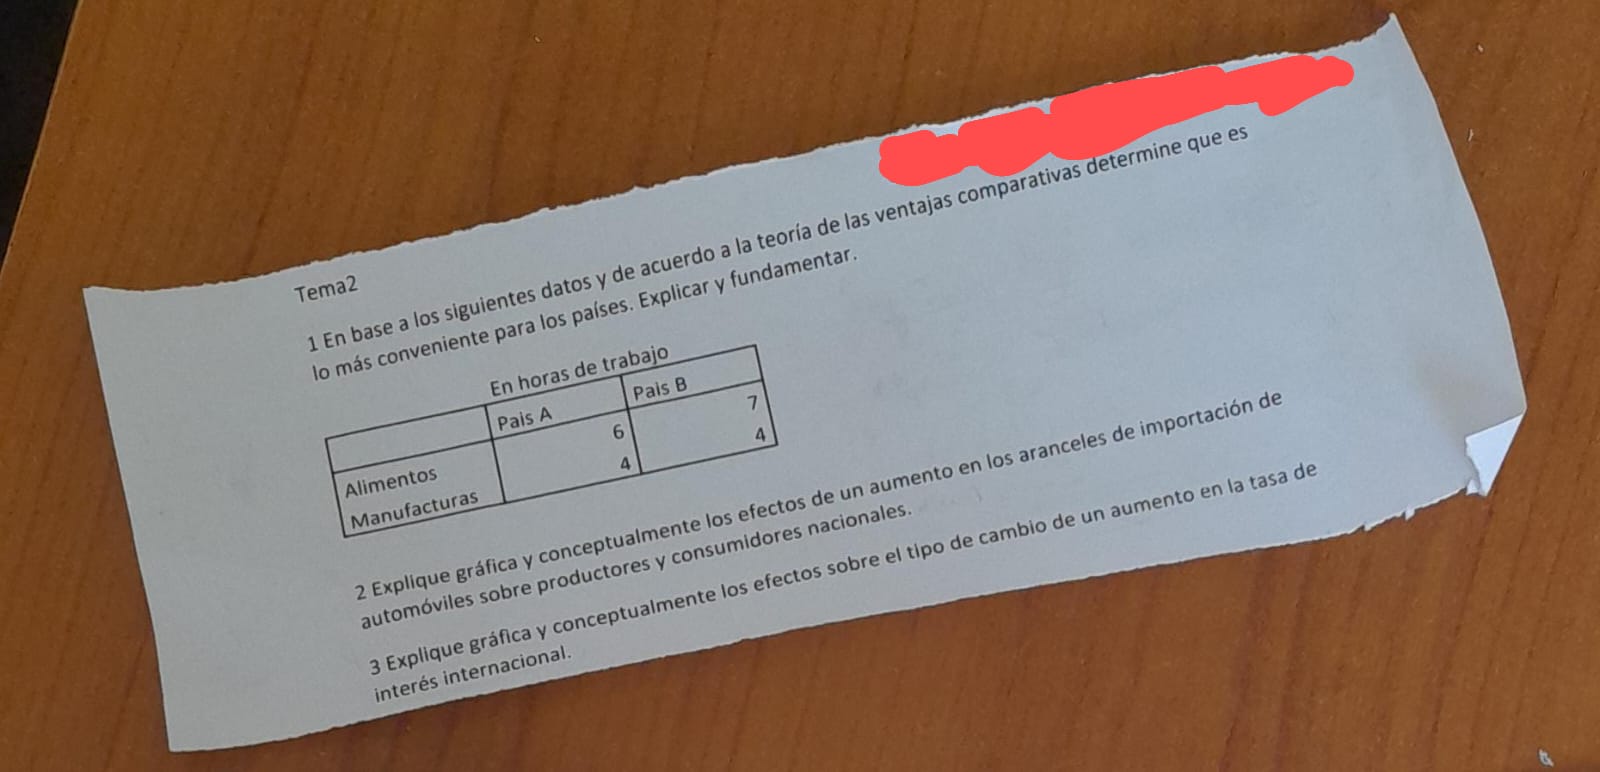 Tema2
1 En base a los siguientes datos y de acuerdo a la teoría de las ventajas comparativas determine que es
lo más conveniente para los países. Explicar y fundamentar.
En horas de trabajo
Pais A Pais B
Alimentos 6 7
Manufacturas 4 4
2 Explique gráfica y conceptualmente los efectos de un aumento en los aranceles de importación de
automóviles sobre productores y consumidores nacionales.
3 Explique gráfica y conceptualmente los efectos sobre el tipo de cambio de un aumento en la tasa de
interés internacional.